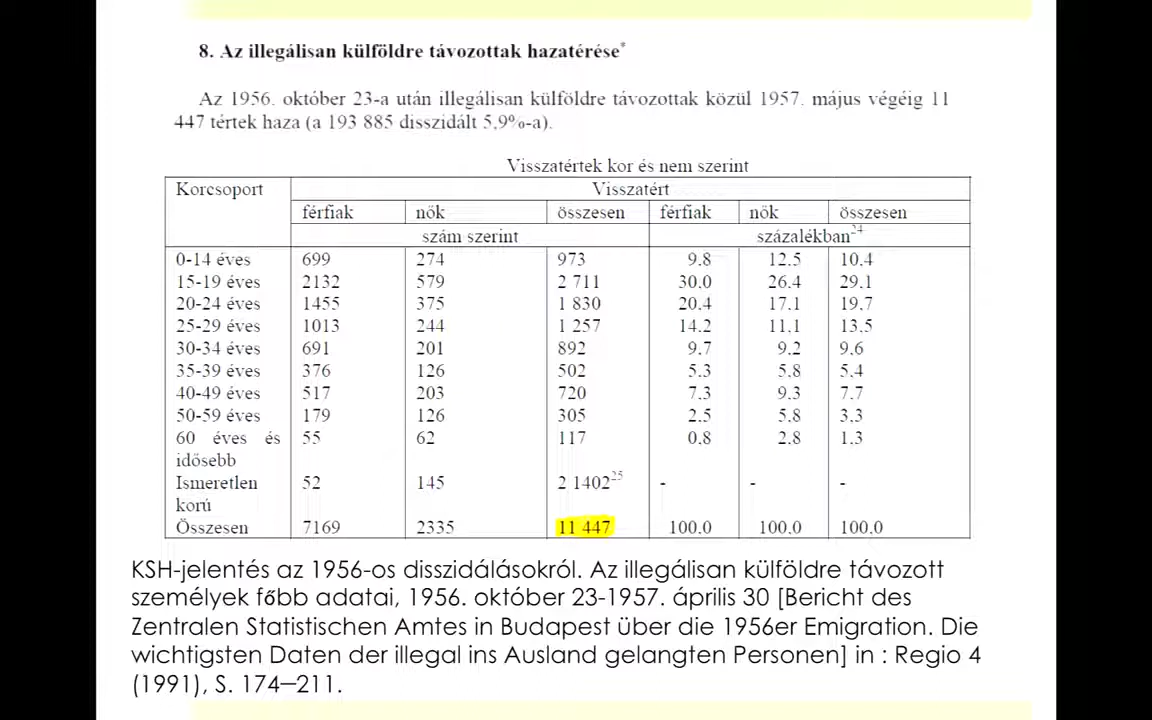 8. Az illegálisan külföldre távozottak hazatérése*
Az 1956. október 23-a után illegálisan külföldre távozottak közül 1957. május végéig 11
447 tértek haza (a 193 885 disszidált 5,9%-a).
Visszatértek kor és nem szerint
Korcsoport Visszatért
férfiak nők összesen férfiak nők összesen
szám szerint százalékban24
0-14 éves 699 274 973 9.8 12.5 10.4
15-19 éves 2132 579 2 711 30.0 26.4 29.1
20-24 éves 1455 375 1 830 20.4 17.1 19.7
25-29 éves 1013 244 1 257 14.2 11.1 13.5
30-34 éves 691 201 892 9.7 9.2 9.6
35-39 éves 376 126 502 5.3 5.8 5.4
40-49 éves 517 203 720 7.3 9.3 7.7
50-59 éves 179 126 305 2.5 5.8 3.3
60 éves és 55 62 117 0.8 2.8 1.3
idősebb
Ismeretlen 52 145 2 140225 - - -
korú
Összesen 7169 2335 11 447 100.0 100.0 100.0
KSH-jelentés az 1956-os disszidálásokról. Az illegálisan külföldre távozott
személyek főbb adatai, 1956. október 23-1957. április 30 [Bericht des
Zentralen Statistischen Amtes in Budapest über die 1956er Emigration. Die
wichtigsten Daten der illegal ins Ausland gelangten Personen] in : Regio 4
(1991), S. 174—211.